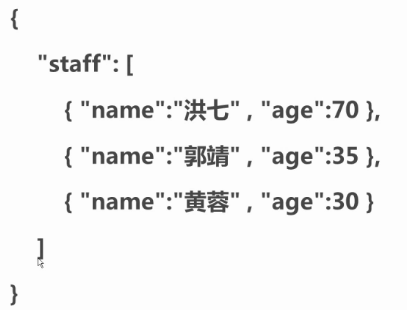 {
"staff": [
{ "name":"洪七" , "age":70 },
{ "name":"郭靖" , "age":35 },
{ "name":"黄蓉" , "age":30 }
]
}